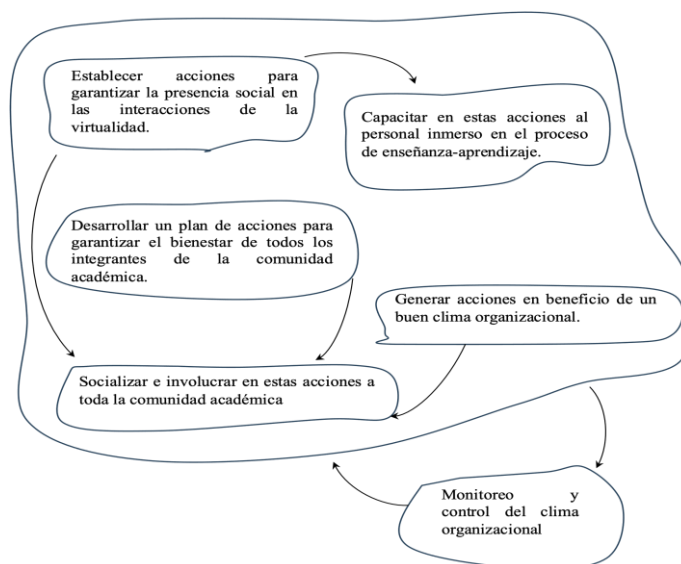 Establecer acciones para
garantizar la presencia social en
las interacciones de la
virtualidad.
Capacitar en estas acciones al
personal inmerso en el proceso
de enseñanza-aprendizaje.
Desarrollar un plan de acciones para
garantizar el bienestar de todos los
integrantes de la comunidad
académica.
Generar acciones en beneficio de un
buen clima organizacional.
Socializar e involucrar en estas acciones a
toda la comunidad académica
Monitoreo y
control del clima
organizacional